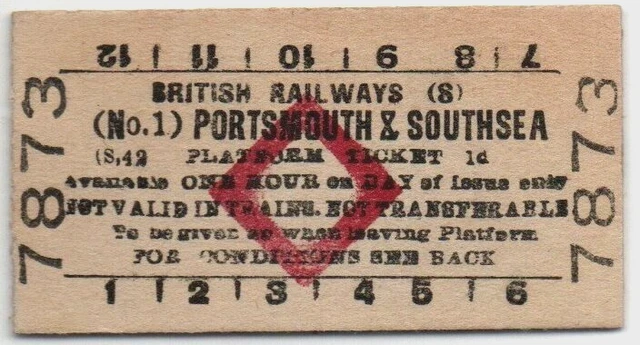 12 | 11 | 10 | 9 | 8 | 7
BRITISH RAILWAYS (S)
(No.1) PORTSMOUTH & SOUTHSEA
(S.42 PLATFORM TICKET 1d
Available ONE HOUR on DAY of issue only
NOT VALID IN TRAINS. NOT TRANSFERABLE
To be given up when leaving Platform
FOR CONDITIONS SEE BACK
1 | 2 | 3 | 4 | 5 | 6
7873
7873